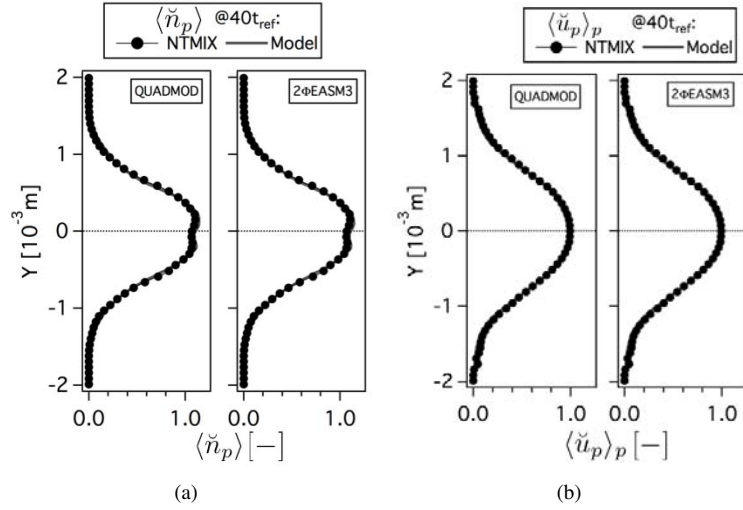 ⟨n̆_p⟩ @40t_ref:
NTMIX Model
QUADMOD 2ΦEASM3
Y [10⁻³m]
2
1
0
-1
-2
0.0 1.0 0.0 1.0
⟨n̆_p⟩ [−]
(a)
⟨ŭ_p⟩_p @40t_ref:
NTMIX Model
QUADMOD 2ΦEASM3
Y [10⁻³m]
2
1
0
-1
-2
0.0 1.0 0.0 1.0
⟨ŭ_p⟩_p [−]
(b)